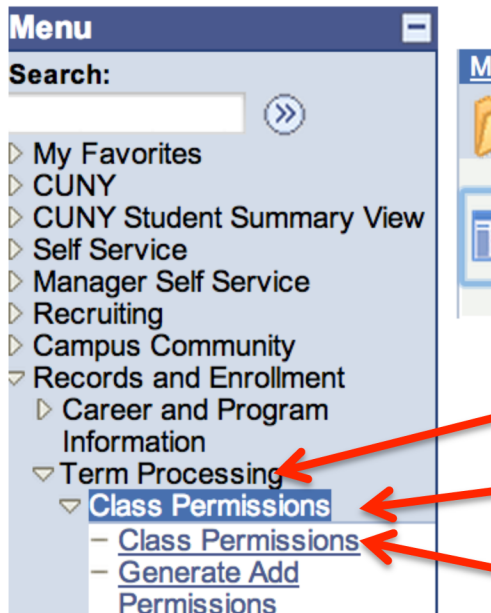 Menu
Search:
My Favorites
CUNY
CUNY Student Summary View
Self Service
Manager Self Service
Recruiting
Campus Community
Records and Enrollment
Career and Program
Information
Term Processing
Class Permissions
Class Permissions
Generate Add
Permissions
M